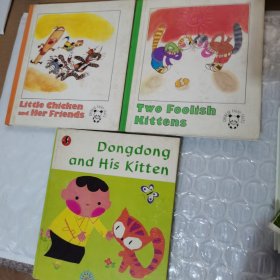 Little Chicken
and Her Friends
Two Foolish
Kittens
Dongdong
and His Kitten